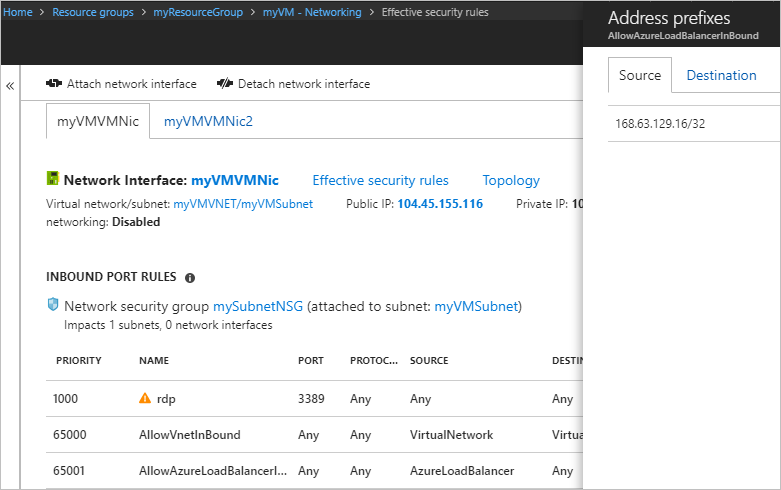 Home > Resource groups > myResourceGroup > myVM - Networking > Effective security rules
Address prefixes
AllowAzureLoadBalancerInBound
Source Destination
168.63.129.16/32
« Attach network interface Detach network interface
myVMVMNic myVMVMNic2
Network Interface: myVMVMNic Effective security rules Topology
Virtual network/subnet: myVMVNET/myVMSubnet Public IP: 104.45.155.116 Private IP: 10
networking: Disabled
INBOUND PORT RULES
Network security group mySubnetNSG (attached to subnet: myVMSubnet)
Impacts 1 subnets, 0 network interfaces
PRIORITY NAME PORT PROTOC... SOURCE DESTIN
1000 rdp 3389 Any Any Any
65000 AllowVnetInBound Any Any VirtualNetwork Virtua
65001 AllowAzureLoadBalancerI... Any Any AzureLoadBalancer Any